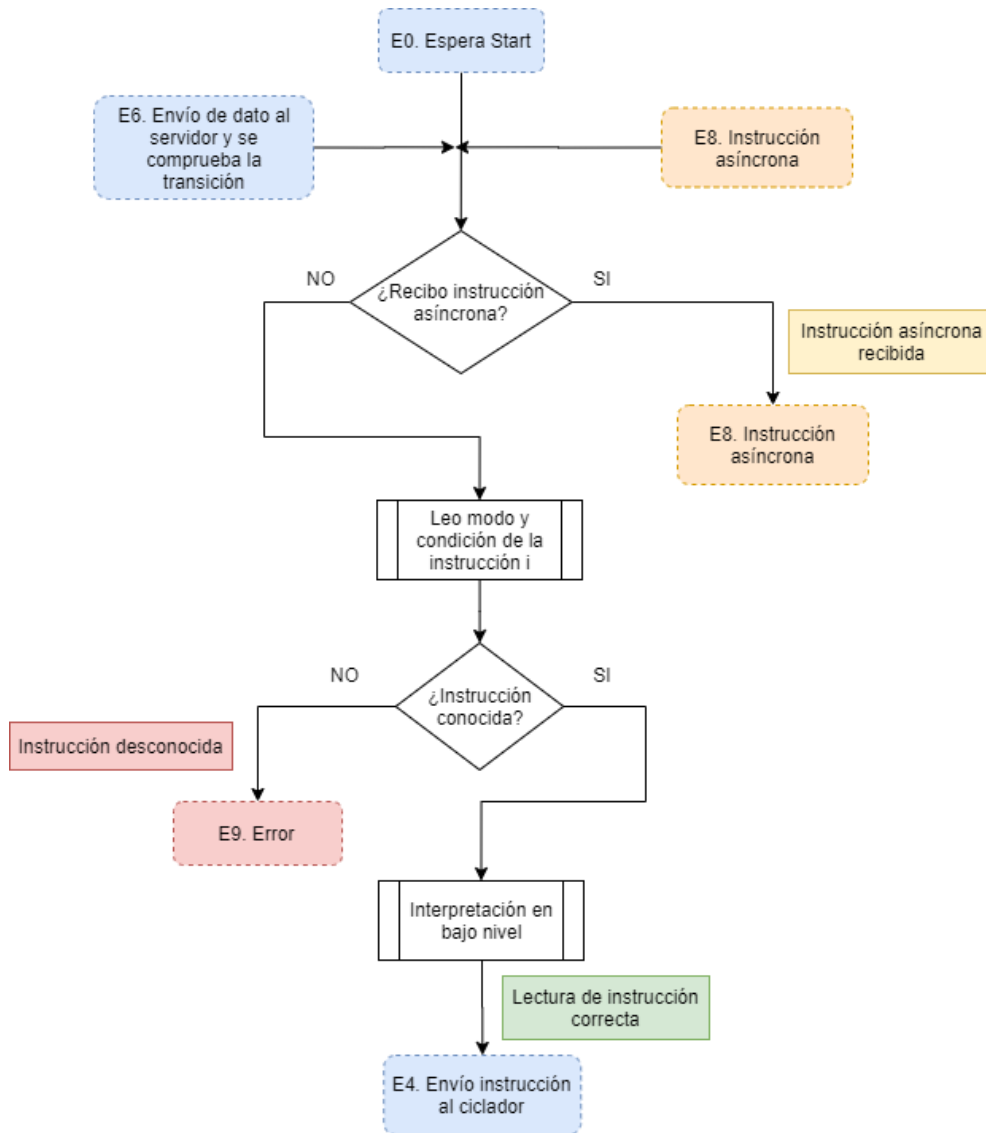 E0. Espera Start
E6. Envío de dato al
servidor y se
comprueba la
transición
E8. Instrucción
asíncrona
NO
¿Recibo instrucción
asíncrona?
SI
Instrucción asíncrona
recibida
E8. Instrucción
asíncrona
Leo modo y
condición de la
instrucción i
NO
¿Instrucción
conocida?
SI
Instrucción desconocida
E9. Error
Interpretación en
bajo nivel
Lectura de instrucción
correcta
E4. Envío instrucción
al ciclador